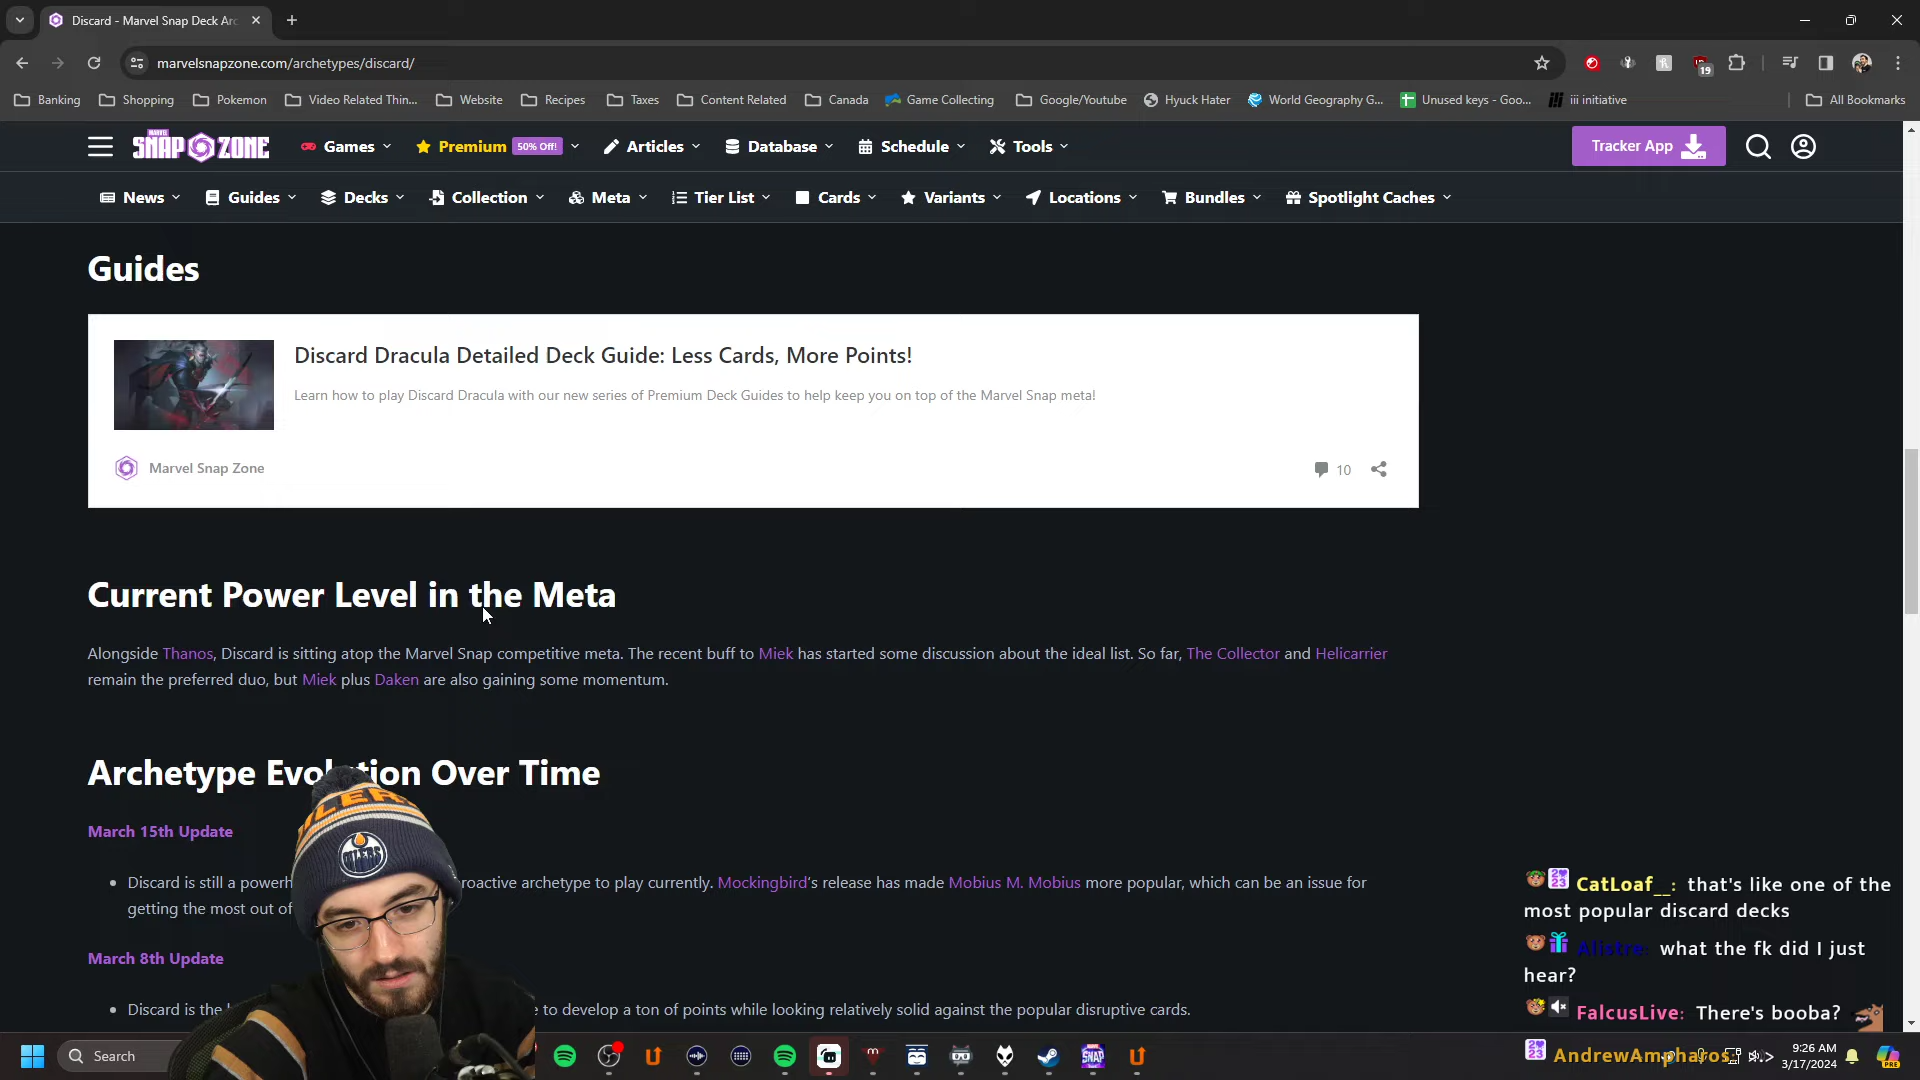 Discard - Marvel Snap Deck Arc
marvelsnapzone.com/archetypes/discard/
19
Banking Shopping Pokemon Video Related Thin... Website Recipes Taxes Content Related Canada Game Collecting Google/Youtube Hyuck Hater World Geography G... Unused keys - Goo... iii initiative All Bookmarks
MARVEL SNAP ZONE Games Premium 50% Off! Articles Database Schedule Tools Tracker App
News Guides Decks Collection Meta Tier List Cards Variants Locations Bundles Spotlight Caches
Guides
Discard Dracula Detailed Deck Guide: Less Cards, More Points!
Learn how to play Discard Dracula with our new series of Premium Deck Guides to help keep you on top of the Marvel Snap meta!
Marvel Snap Zone 10
Current Power Level in the Meta
Alongside Thanos, Discard is sitting atop the Marvel Snap competitive meta. The recent buff to Miek has started some discussion about the ideal list. So far, The Collector and Helicarrier
remain the preferred duo, but Miek plus Daken are also gaining some momentum.
Archetype Evolution Over Time
March 15th Update
Discard is still a powerh roactive archetype to play currently. Mockingbird's release has made Mobius M. Mobius more popular, which can be an issue for
getting the most out of
March 8th Update
Discard is the e to develop a ton of points while looking relatively solid against the popular disruptive cards.
OILERS
CatLoaf__: that's like one of the
most popular discard decks
Alistre: what the fk did I just
hear?
FalcusLive: There's booba?
AndrewAmpharos
Search
SNAP
9:26 AM
3/17/2024
PRE